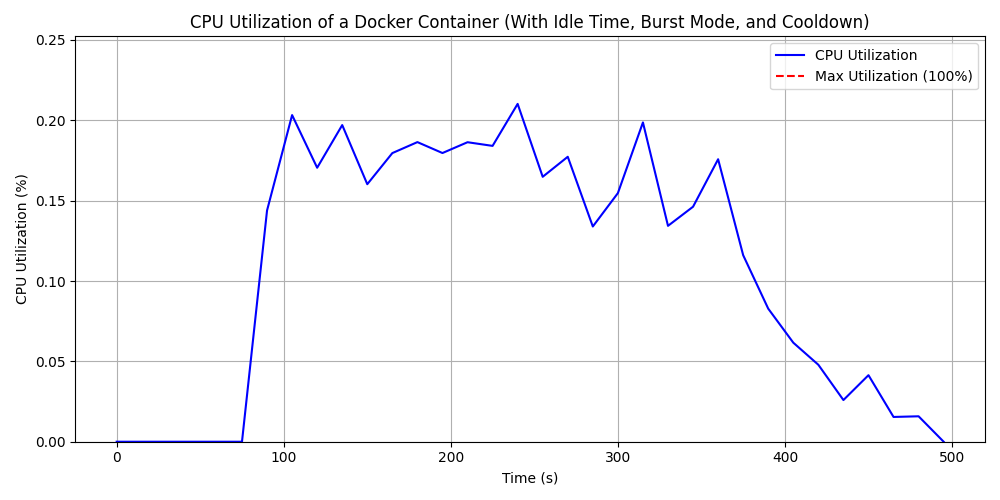 CPU Utilization of a Docker Container (With Idle Time, Burst Mode, and Cooldown)
CPU Utilization
Max Utilization (100%)
CPU Utilization (%)
0.25
0.20
0.15
0.10
0.05
0.00
0 100 200 300 400 500
Time (s)